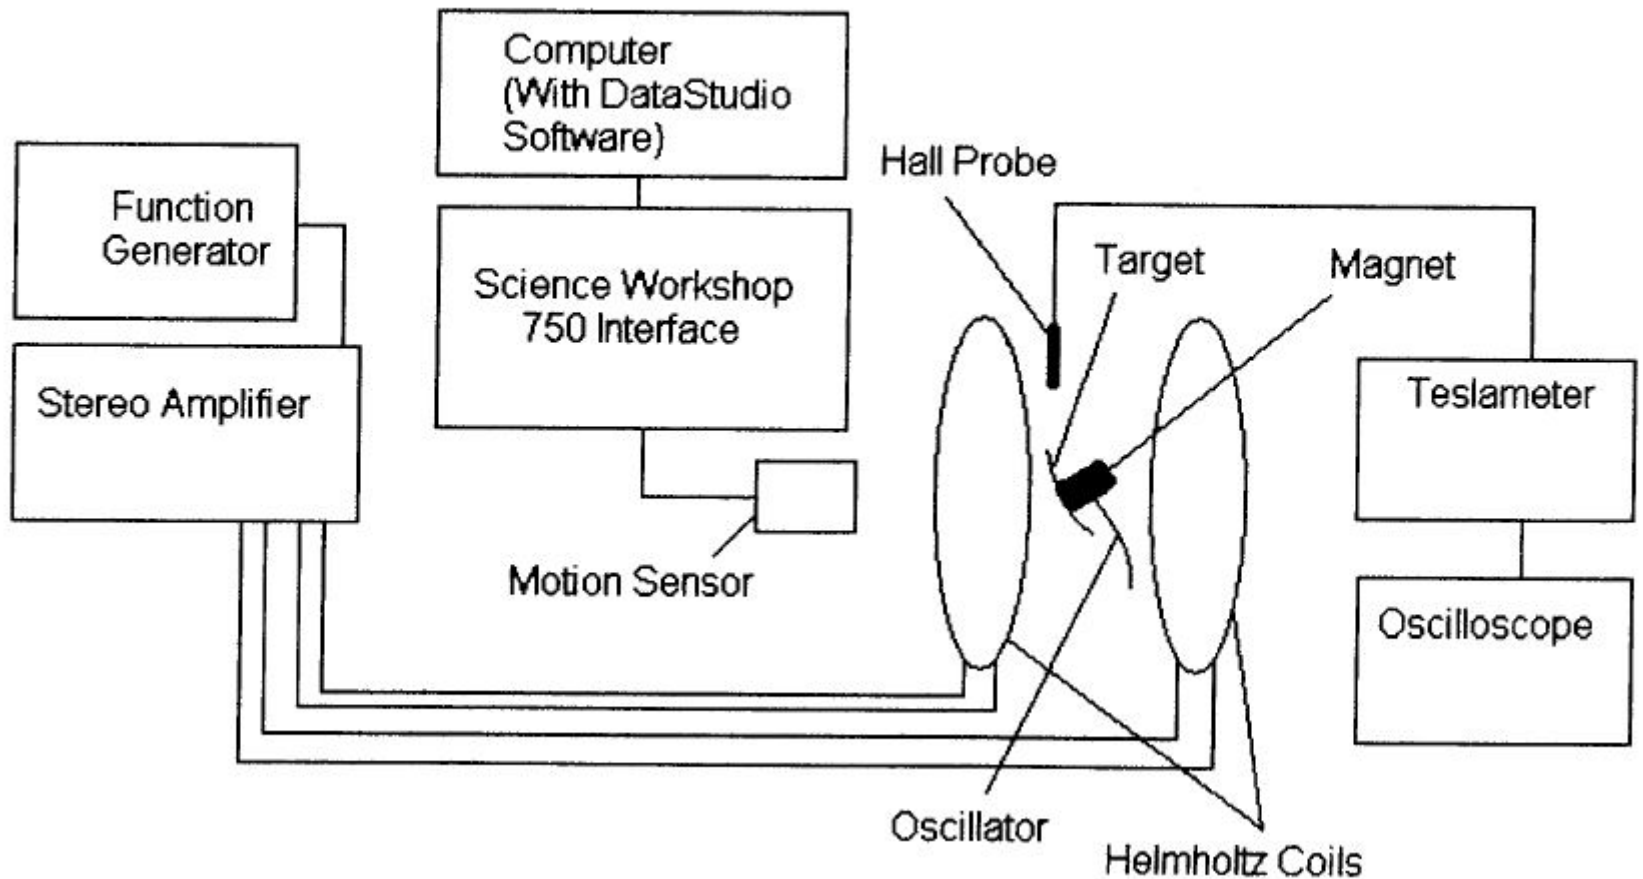 Computer
(With DataStudio
Software)
Function
Generator
Hall Probe
Target
Magnet
Science Workshop
750 Interface
Stereo Amplifier
Teslameter
Motion Sensor
Oscilloscope
Oscillator
Helmholtz Coils